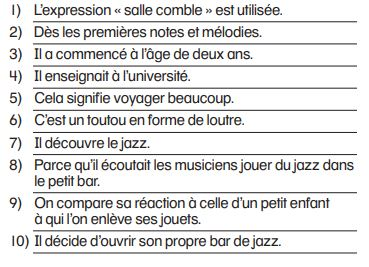 1) L'expression « salle comble » est utilisée.
2) Dès les premières notes et mélodies.
3) Il a commencé à l'âge de deux ans.
4) Il enseignait à l'université.
5) Cela signifie voyager beaucoup.
6) C'est un toutou en forme de loutre.
7) Il découvre le jazz.
8) Parce qu'il écoutait les musiciens jouer du jazz dans
le petit bar.
9) On compare sa réaction à celle d'un petit enfant
à qui l'on enlève ses jouets.
10) Il décide d'ouvrir son propre bar de jazz.